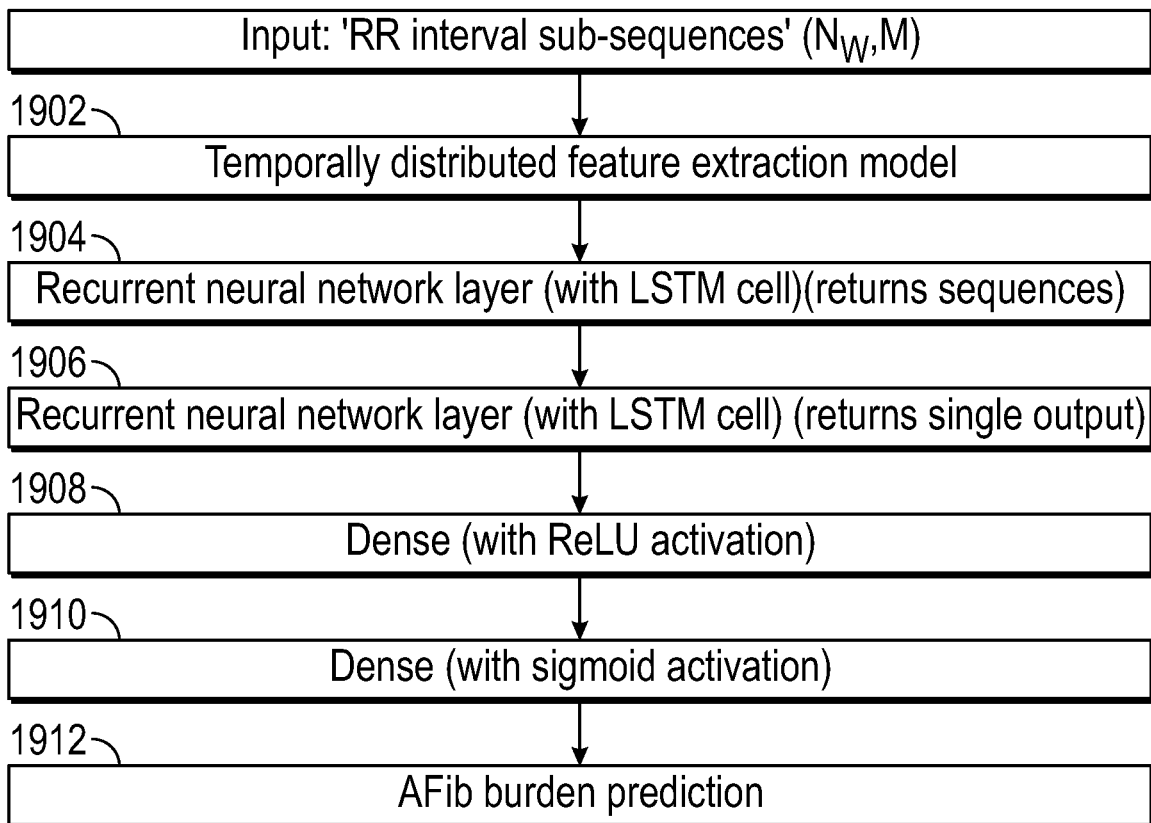 Input: 'RR interval sub-sequences' (NW,M)
1902
Temporally distributed feature extraction model
1904
Recurrent neural network layer (with LSTM cell)(returns sequences)
1906
Recurrent neural network layer (with LSTM cell) (returns single output)
1908
Dense (with ReLU activation)
1910
Dense (with sigmoid activation)
1912
AFib burden prediction